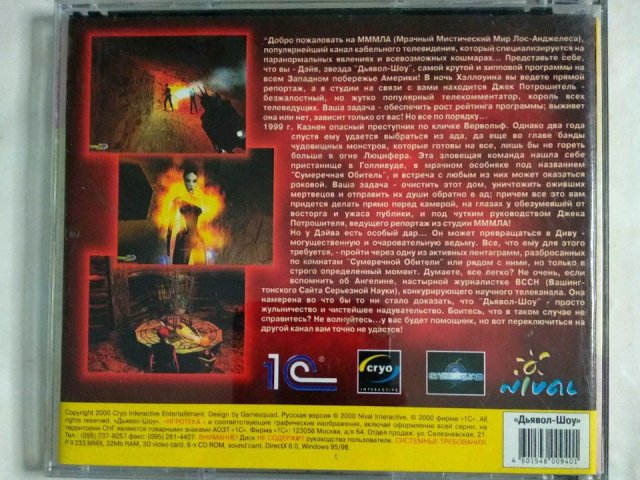 "Добро пожаловать на МММЛА (Мрачный Мистический Мир Лос-Анджелеса),
популярнейший канал кабельного телевидения, который специализируется на
паранормальных явлениях и всевозможных кошмарах... Представьте себе,
что вы - Дэйв, звезда "Дьявол-Шоу", самой крутой и хипповой программы на
всем Западном побережье Америки! В ночь Хэллоуина вы ведете прямой
репортаж, а в студии на связи с вами находится Джек Потрошитель -
безжалостный, но жутко популярный телекомментатор, король всех
телеведущих. Ваша задача - обеспечить рост рейтинга программы; выживет
она или нет, зависит только от вас! Но все по порядку...
1999 г. Казнен опасный преступник по кличке Вервольф. Однако два года
спустя ему удается выбраться из ада, да еще во главе банды
чудовищных монстров, которые готовы на все, лишь бы не гореть
больше в огне Люцифера. Эта зловещая команда нашла себе
пристанище в Голливуде, в мрачном особняке под названием
"Сумеречная Обитель", и встреча с любым из них может оказаться
роковой. Ваша задача - очистить этот дом, уничтожить оживших
мертвецов и отправить их души обратно в ад; причем все это вам
придется делать прямо перед камерой, на глазах у обезумевшей от
восторга и ужаса публики, и под чутким руководством Джека
Потрошителя, ведущего репортаж из студии МММЛА!
Но у Дэйва есть особый дар... Он может превращаться в Диву -
могущественную и очаровательную ведьму. Все, что ему для этого
требуется, - пройти через одну из активных пентаграмм, разбросанных
по комнатам "Сумеречной Обители" или рядом с ними, но только в
строго определенный момент. Думаете, все легко? Не очень, если
вспомнить об Ангелине, настырной журналистке ВССН (Вашинг-
тонского Сайта Серьезной Науки), конкурирующего научного телеканала. Она
намерена во что бы то ни стало доказать, что "Дьявол-Шоу" - просто
жульничество и чистейшее надувательство. Боитесь, что в таком случае не
справитесь? Не волнуйтесь...у вас будет помощник, но вот переключиться на
другой канал вам точно не удастся!
1С®
cryo
INTERACTIVE
GAMESQUAD
NIVAL
Copyright 2000 Cryo Interactive Entertailtment. Design by Gamesquad. Русская версия © 2000 Nival Interactive. © 2000 фирма «1С». All
rights reserved. «Дьявол-Шоу», «ИГРОТЕКА» и соответствующие графические изображения, включая оформление всей серии, на
территории СНГ являются товарными знаками АОЗТ «1С». Фирма «1С»: 123056 Москва, а/я 64. Отдел продаж: ул. Селезневская, 21.
Тел.: (095) 737-9257 факс: (095) 281-4407. ВНИМАНИЕ! Диск НЕ СОДЕРЖИТ руководства пользователя. СИСТЕМНЫЕ ТРЕБОВАНИЯ:
P II 233 MMX, 32Mb RAM, 3D video card, 8-x CD ROM, sound card, DirectX 6.0, Windows 95/98.
«Дьявол-Шоу»
4 601546 009401